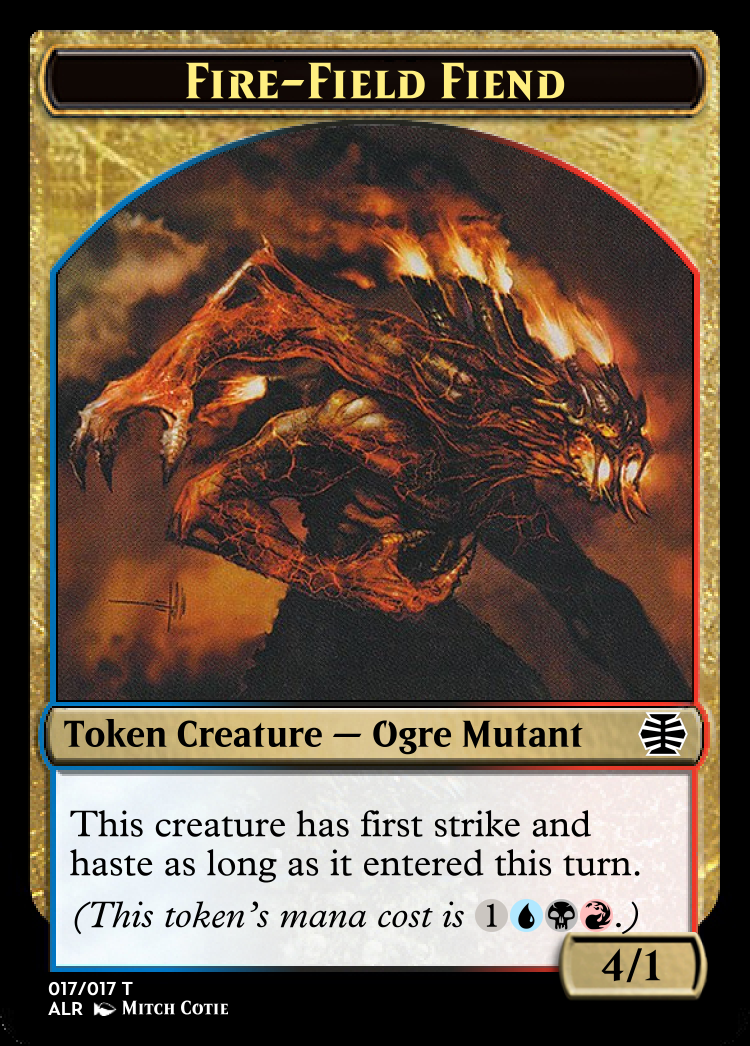 Fire-Field Fiend
Token Creature — Ogre Mutant
This creature has first strike and
haste as long as it entered this turn.
(This token's mana cost is 1.)
4/1
017/017 T
ALR Mitch Cotie